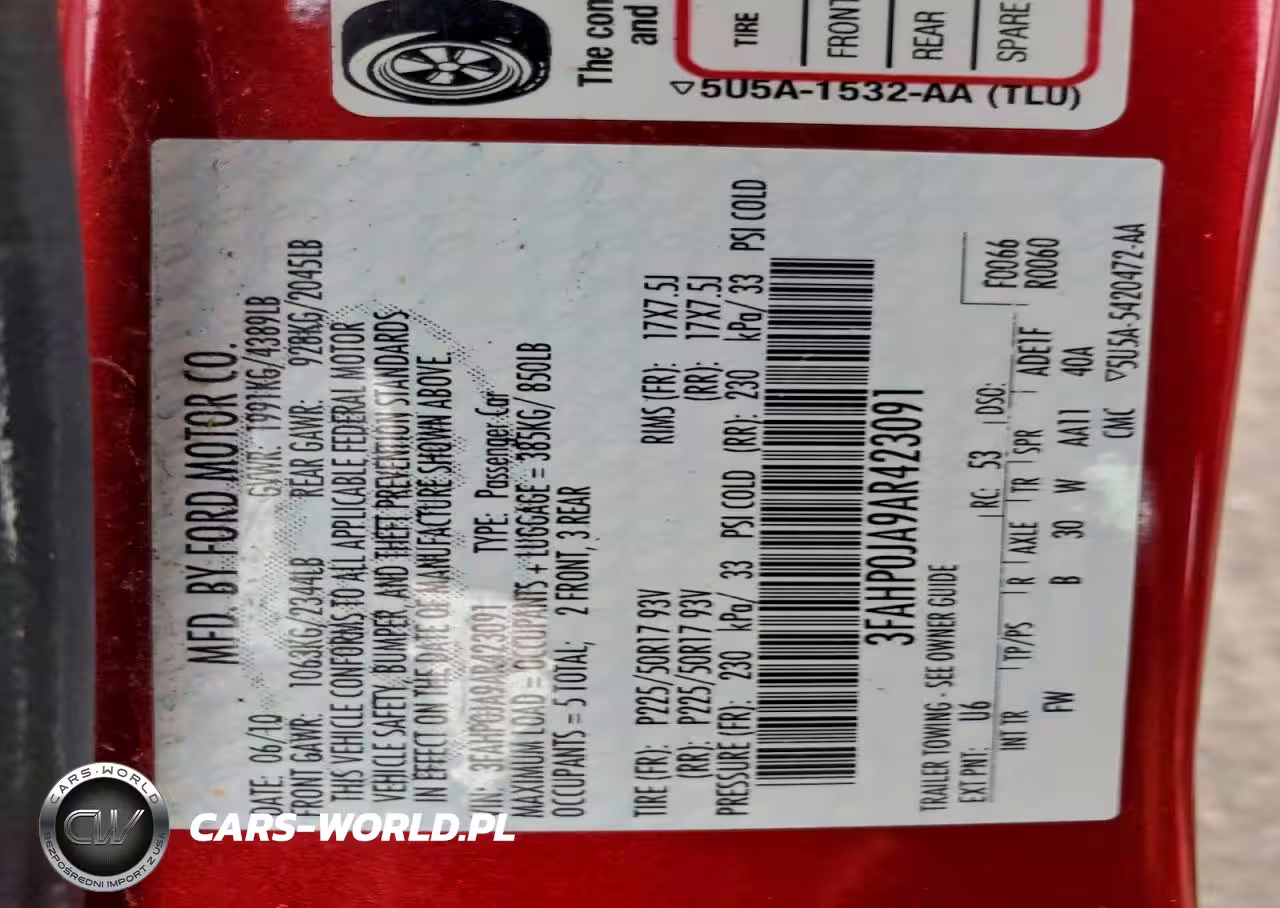 The con
and
TIRE
FRONT
REAR
SPARE
▽5U5A-1532-AA (TLU)
MFD. BY FORD MOTOR CO.
DATE: 06/10 GVWR: 1991KG/4389LB
FRONT GAWR: 1063KG/2344LB REAR GAWR: 928KG/2045LB
THIS VEHICLE CONFORMS TO ALL APPLICABLE FEDERAL MOTOR
VEHICLE SAFETY, BUMPER, AND THEFT PREVENTION STANDARDS
IN EFFECT ON THE DATE OF MANUFACTURE SHOWN ABOVE.
VIN: 3FAHP0JA9AR423091 TYPE: Passenger Car
MAXIMUM LOAD = OCCUPANTS + LUGGAGE = 385KG/ 850LB
OCCUPANTS = 5 TOTAL; 2 FRONT, 3 REAR
TIRE (FR): P225/50R17 93V RIMS (FR): 17X7.5J
(RR): P225/50R17 93V (RR): 17X7.5J
PRESSURE (FR): 230 kPa/ 33 PSI COLD (RR): 230 kPa/ 33 PSI COLD
3FAHP0JA9AR423091
TRAILER TOWING - SEE OWNER GUIDE
EXT PNT: U6 RC: 53 DSO: F0066
R0060
INT TR TP/PS R AXLE TR SPR ADE1F
FW B 30 W AA11 40A
CMC ▽5U5A-5420472-AA
CARS-WORLD
CW
BEZPOŚREDNI IMPORT Z USA
CARS-WORLD.PL